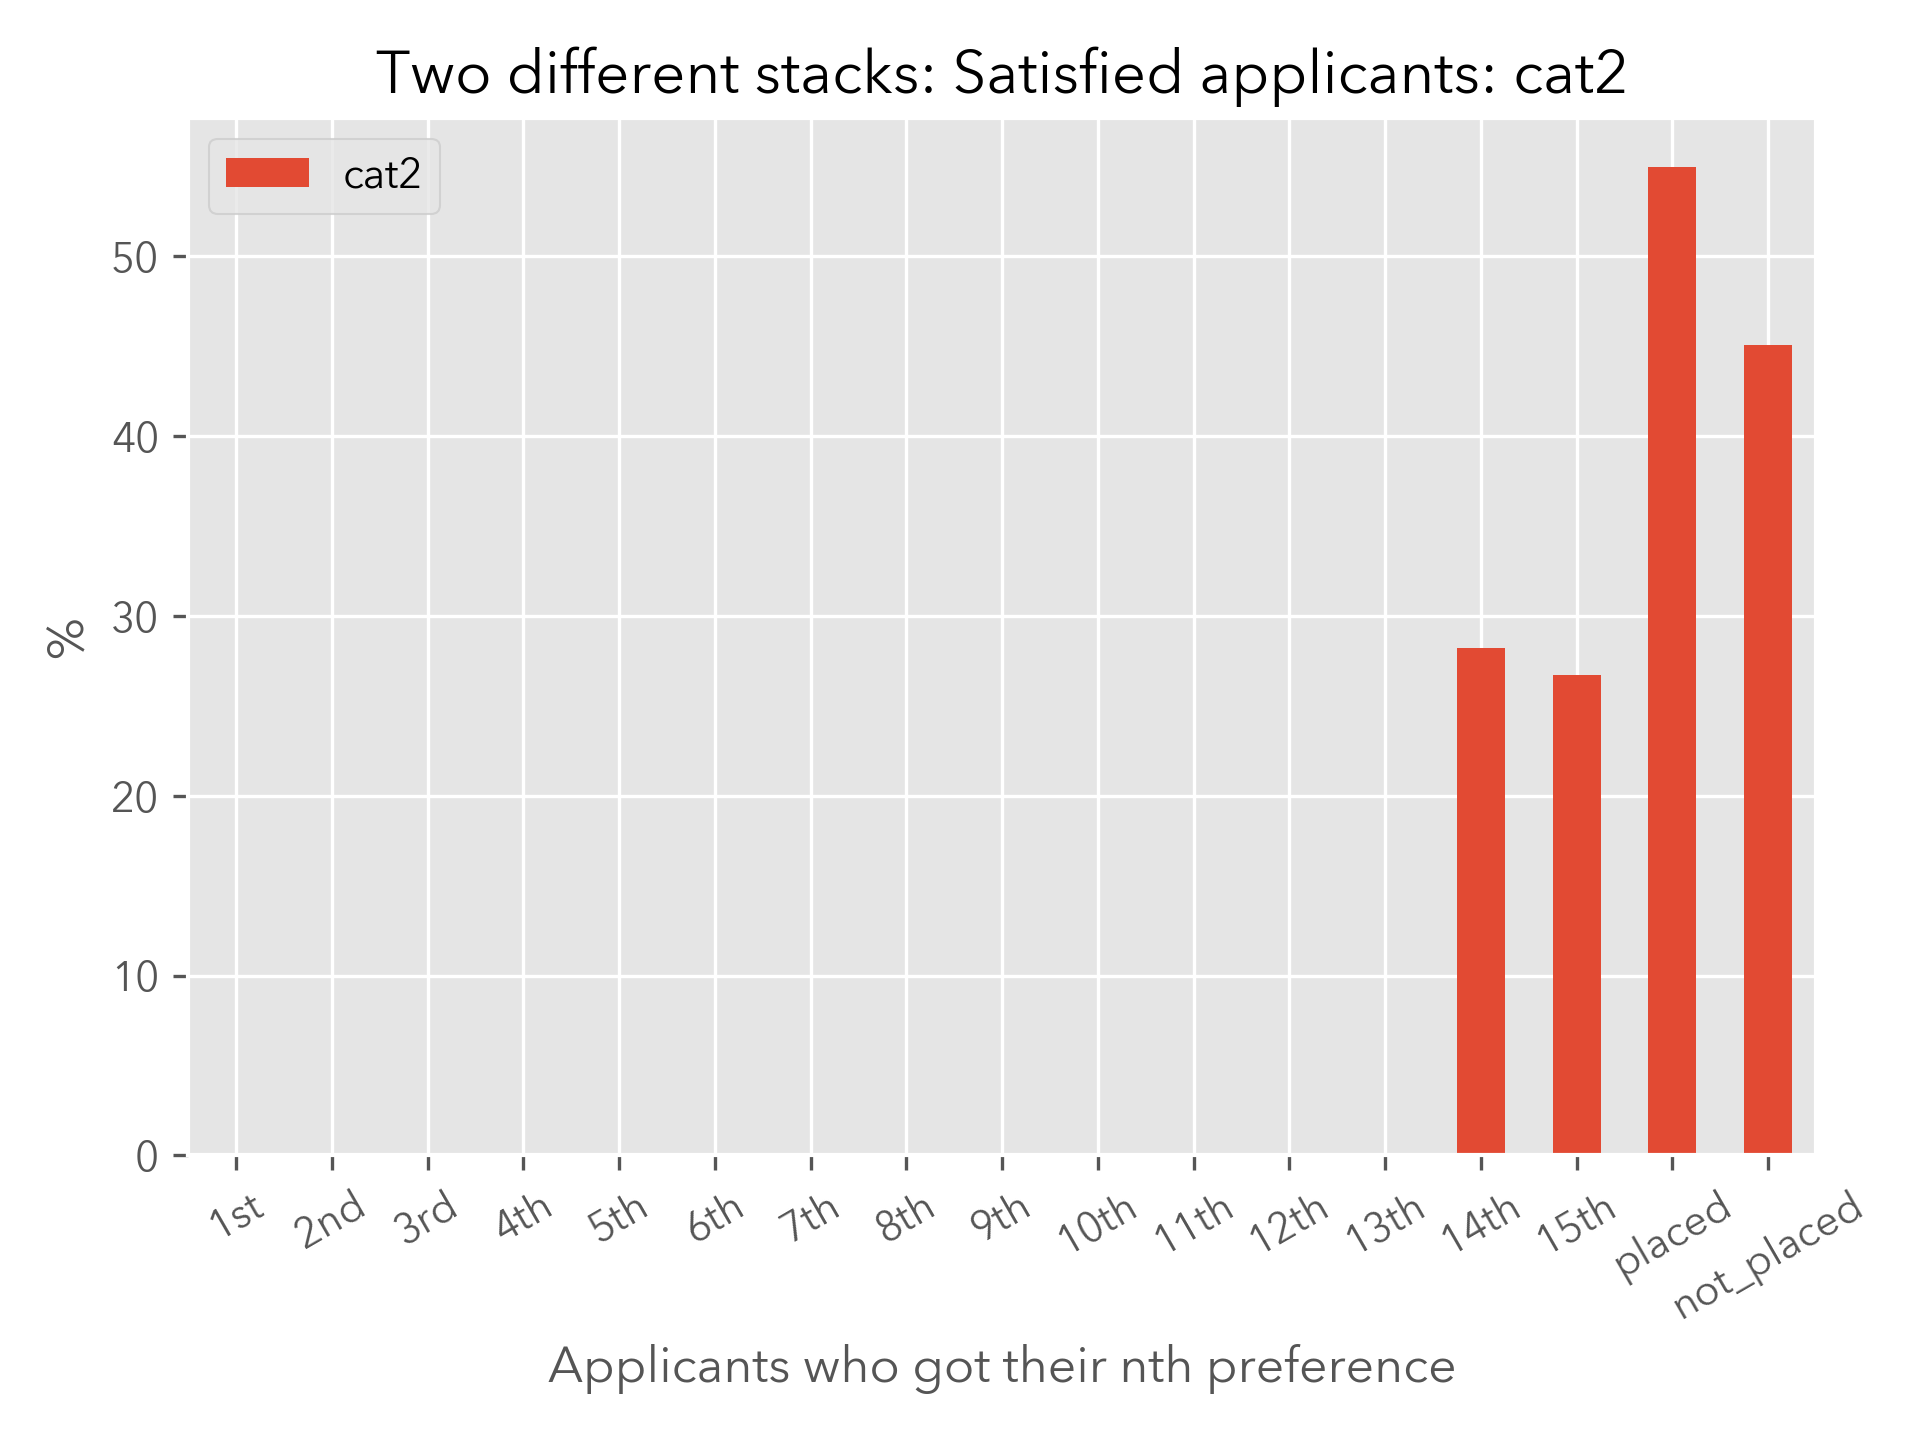 Two different stacks: Satisfied applicants: cat2
cat2
50
40
30
20
10
0
%
1st 2nd 3rd 4th 5th 6th 7th 8th 9th 10th 11th 12th 13th 14th 15th placed not_placed
Applicants who got their nth preference